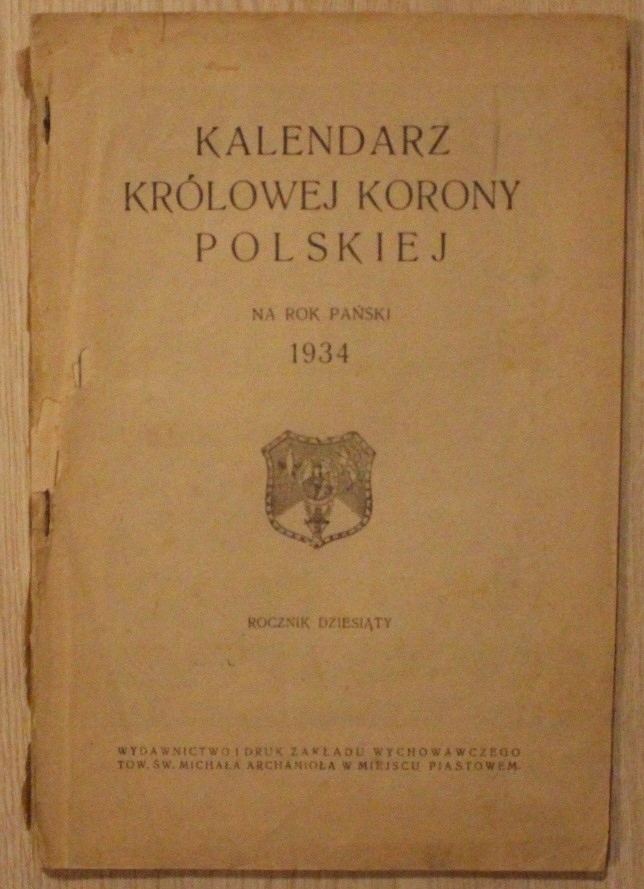 KALENDARZ
KRÓLOWEJ KORONY
POLSKIEJ
NA ROK PAŃSKI
1934
ROCZNIK DZIESIĄTY
WYDAWNICTWO I DRUK ZAKŁADU WYCHOWAWCZEGO
TOW. ŚW. MICHAŁA ARCHANIOŁA W MIEJSCU PIASTOWEM